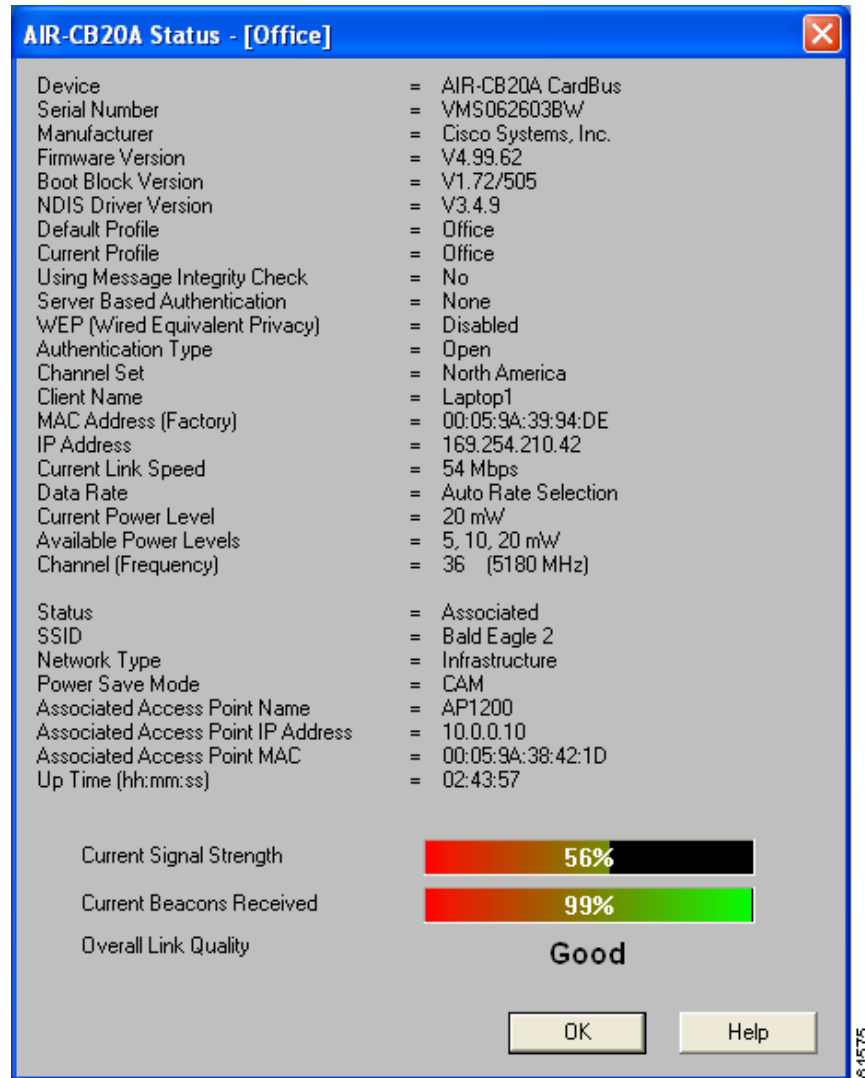 AIR-CB20A Status - [Office]
Device = AIR-CB20A CardBus
Serial Number = VMS062603BW
Manufacturer = Cisco Systems, Inc.
Firmware Version = V4.99.62
Boot Block Version = V1.72/505
NDIS Driver Version = V3.4.9
Default Profile = Office
Current Profile = Office
Using Message Integrity Check = No
Server Based Authentication = None
WEP (Wired Equivalent Privacy) = Disabled
Authentication Type = Open
Channel Set = North America
Client Name = Laptop1
MAC Address (Factory) = 00:05:9A:39:94:DE
IP Address = 169.254.210.42
Current Link Speed = 54 Mbps
Data Rate = Auto Rate Selection
Current Power Level = 20 mW
Available Power Levels = 5, 10, 20 mW
Channel (Frequency) = 36 (5180 MHz)
Status = Associated
SSID = Bald Eagle 2
Network Type = Infrastructure
Power Save Mode = CAM
Associated Access Point Name = AP1200
Associated Access Point IP Address = 10.0.0.10
Associated Access Point MAC = 00:05:9A:38:42:1D
Up Time (hh:mm:ss) = 02:43:57
Current Signal Strength 56%
Current Beacons Received 99%
Overall Link Quality Good
OK Help
61575